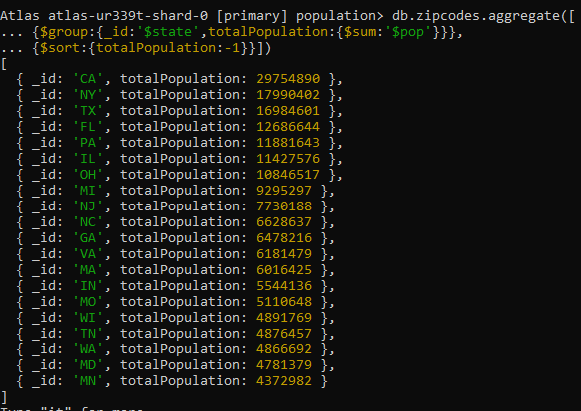 Atlas atlas-ur339t-shard-0 [primary] population> db.zipcodes.aggregate([
... {$group:{_id:'$state',totalPopulation:{$sum:'$pop'}}},
... {$sort:{totalPopulation:-1}}])
[
  { _id: 'CA', totalPopulation: 29754890 },
  { _id: 'NY', totalPopulation: 17990402 },
  { _id: 'TX', totalPopulation: 16984601 },
  { _id: 'FL', totalPopulation: 12686644 },
  { _id: 'PA', totalPopulation: 11881643 },
  { _id: 'IL', totalPopulation: 11427576 },
  { _id: 'OH', totalPopulation: 10846517 },
  { _id: 'MI', totalPopulation: 9295297 },
  { _id: 'NJ', totalPopulation: 7730188 },
  { _id: 'NC', totalPopulation: 6628637 },
  { _id: 'GA', totalPopulation: 6478216 },
  { _id: 'VA', totalPopulation: 6181479 },
  { _id: 'MA', totalPopulation: 6016425 },
  { _id: 'IN', totalPopulation: 5544136 },
  { _id: 'MO', totalPopulation: 5110648 },
  { _id: 'WI', totalPopulation: 4891769 },
  { _id: 'TN', totalPopulation: 4876457 },
  { _id: 'WA', totalPopulation: 4866692 },
  { _id: 'MD', totalPopulation: 4781379 },
  { _id: 'MN', totalPopulation: 4372982 }
]
Type "it" for more